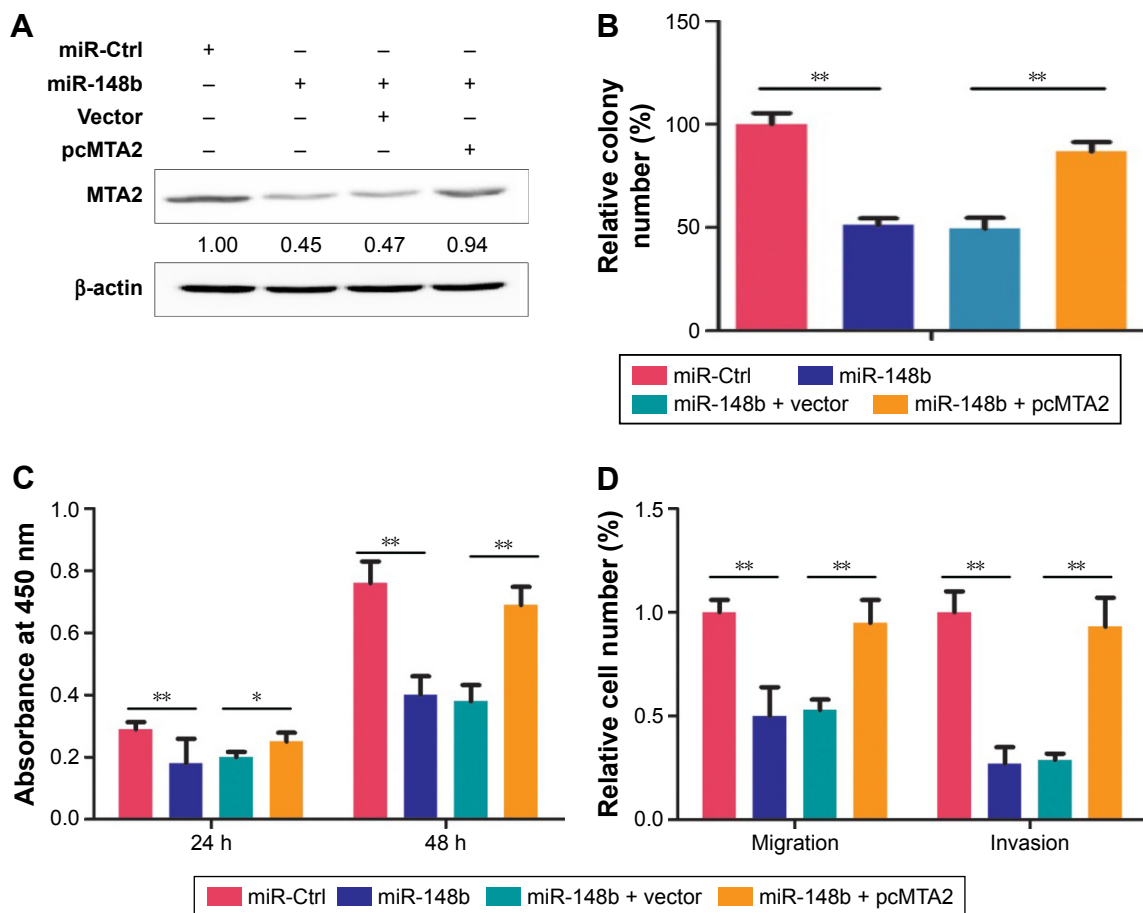 A
miR-Ctrl + – – –
miR-148b – + + +
Vector – – + –
pcMTA2 – – – +
MTA2
1.00 0.45 0.47 0.94
β-actin
B
Relative colony
number (%)
150
100
50
0
** **
miR-Ctrl miR-148b
miR-148b + vector miR-148b + pcMTA2
C
Absorbance at 450 nm
1.0
0.8
0.6
0.4
0.2
0.0
** * ** **
24 h 48 h
D
Relative cell number (%)
1.5
1.0
0.5
0.0
** ** ** **
Migration Invasion
miR-Ctrl miR-148b miR-148b + vector miR-148b + pcMTA2